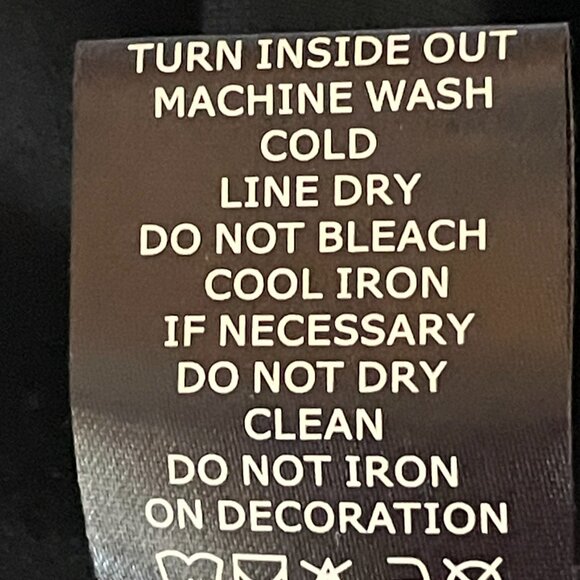 TURN INSIDE OUT
MACHINE WASH
COLD
LINE DRY
DO NOT BLEACH
COOL IRON
IF NECESSARY
DO NOT DRY
CLEAN
DO NOT IRON
ON DECORATION